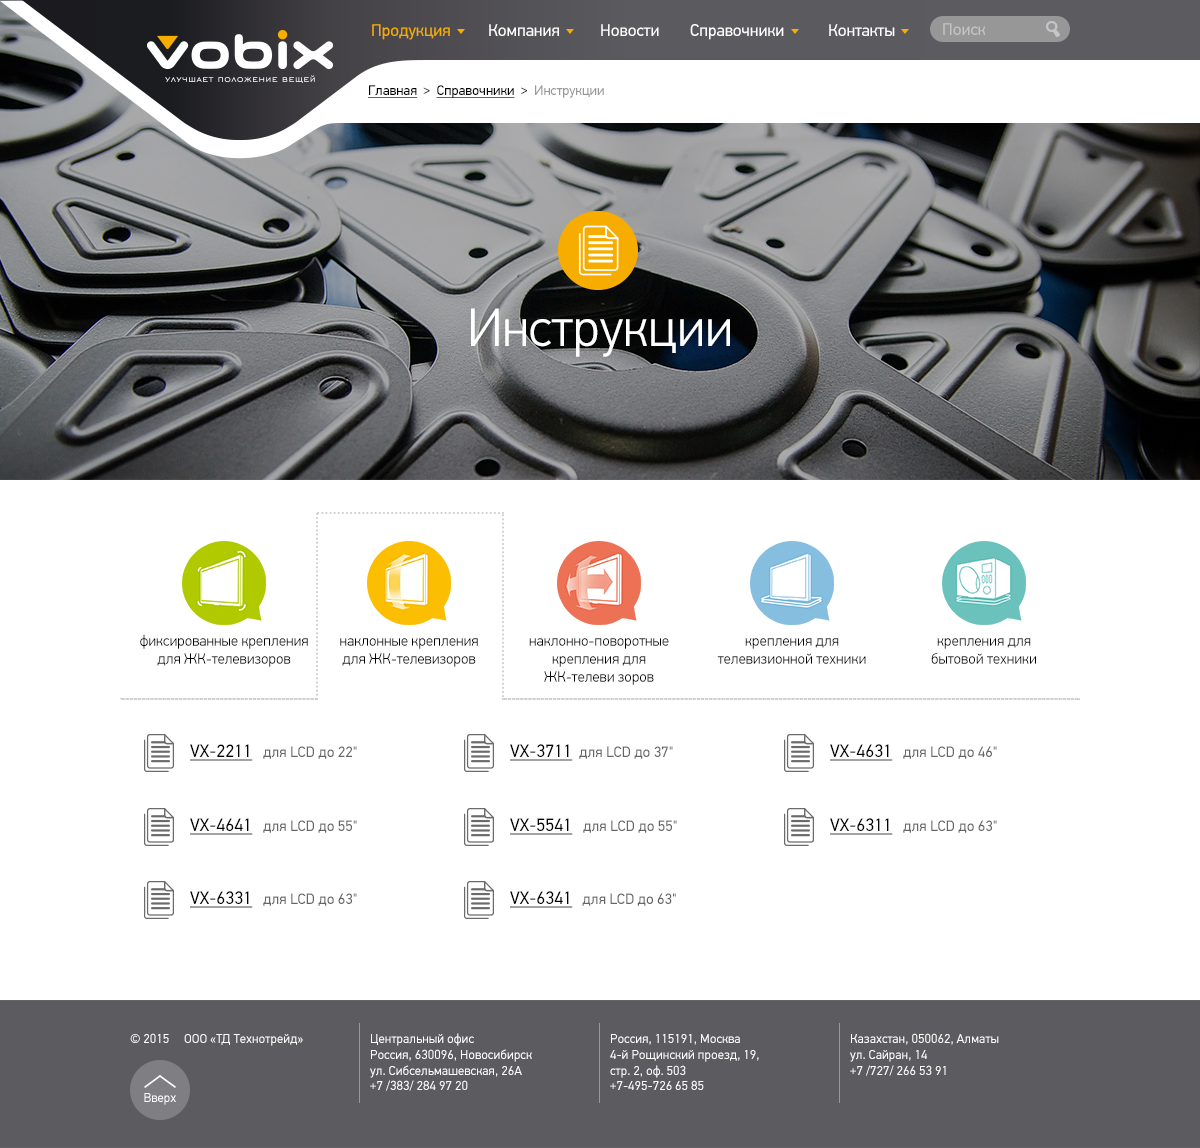 vobix
УЛУЧШАЕТ ПОЛОЖЕНИЕ ВЕЩЕЙ
Продукция Компания Новости Справочники Контакты Поиск
Главная > Справочники > Инструкции
Инструкции
фиксированные крепления
для ЖК-телевизоров
наклонные крепления
для ЖК-телевизоров
наклонно-поворотные
крепления для
ЖК-телеви зоров
крепления для
телевизионной техники
крепления для
бытовой техники
VX-2211 для LCD до 22"
VX-3711 для LCD до 37"
VX-4631 для LCD до 46"
VX-4641 для LCD до 55"
VX-5541 для LCD до 55"
VX-6311 для LCD до 63"
VX-6331 для LCD до 63"
VX-6341 для LCD до 63"
© 2015 ООО «ТД Технотрейд»
Вверх
Центральный офис
Россия, 630096, Новосибирск
ул. Сибсельмашевская, 26А
+7 /383/ 284 97 20
Россия, 115191, Москва
4-й Рощинский проезд, 19,
стр. 2, оф. 503
+7-495-726 65 85
Казахстан, 050062, Алматы
ул. Сайран, 14
+7 /727/ 266 53 91